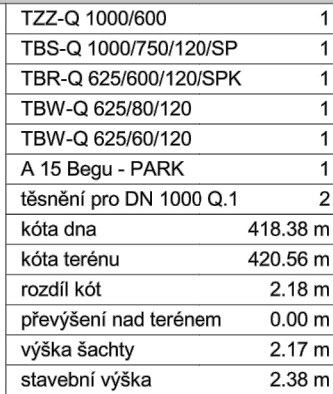 TZZ-Q 1000/600 1
TBS-Q 1000/750/120/SP 1
TBR-Q 625/600/120/SPK 1
TBW-Q 625/80/120 1
TBW-Q 625/60/120 1
A 15 Begu - PARK 1
těsnění pro DN 1000 Q.1 2
kóta dna 418.38 m
kóta terénu 420.56 m
rozdíl kót 2.18 m
převýšení nad terénem 0.00 m
výška šachty 2.17 m
stavební výška 2.38 m